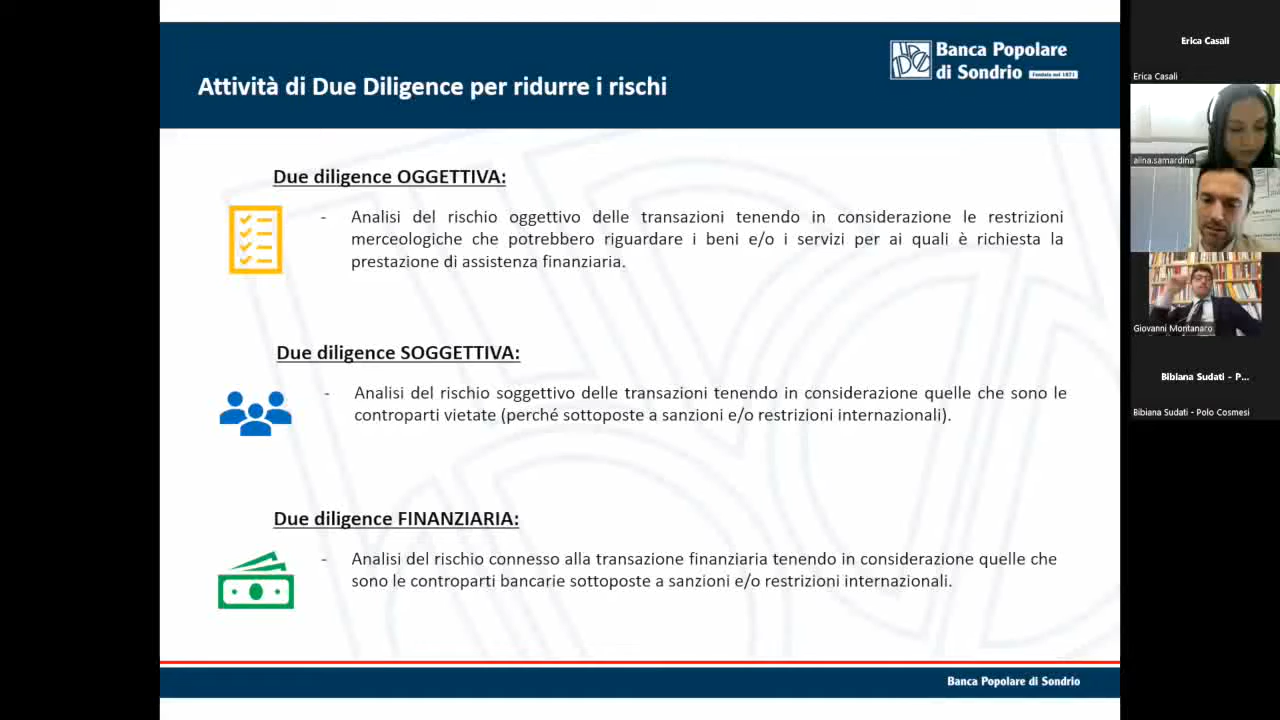 Attività di Due Diligence per ridurre i rischi
Banca Popolare
di Sondrio Fondata nel 1871
Due diligence OGGETTIVA:
- Analisi del rischio oggettivo delle transazioni tenendo in considerazione le restrizioni
merceologiche che potrebbero riguardare i beni e/o i servizi per ai quali è richiesta la
prestazione di assistenza finanziaria.
Due diligence SOGGETTIVA:
- Analisi del rischio soggettivo delle transazioni tenendo in considerazione quelle che sono le
controparti vietate (perché sottoposte a sanzioni e/o restrizioni internazionali).
Due diligence FINANZIARIA:
- Analisi del rischio connesso alla transazione finanziaria tenendo in considerazione quelle che
sono le controparti bancarie sottoposte a sanzioni e/o restrizioni internazionali.
Banca Popolare di Sondrio
Erica Casali
Erica Casali
alina.samardina
Giovanni Montanaro
Bibiana Sudati - P...
Bibiana Sudati - Polo Cosmesi